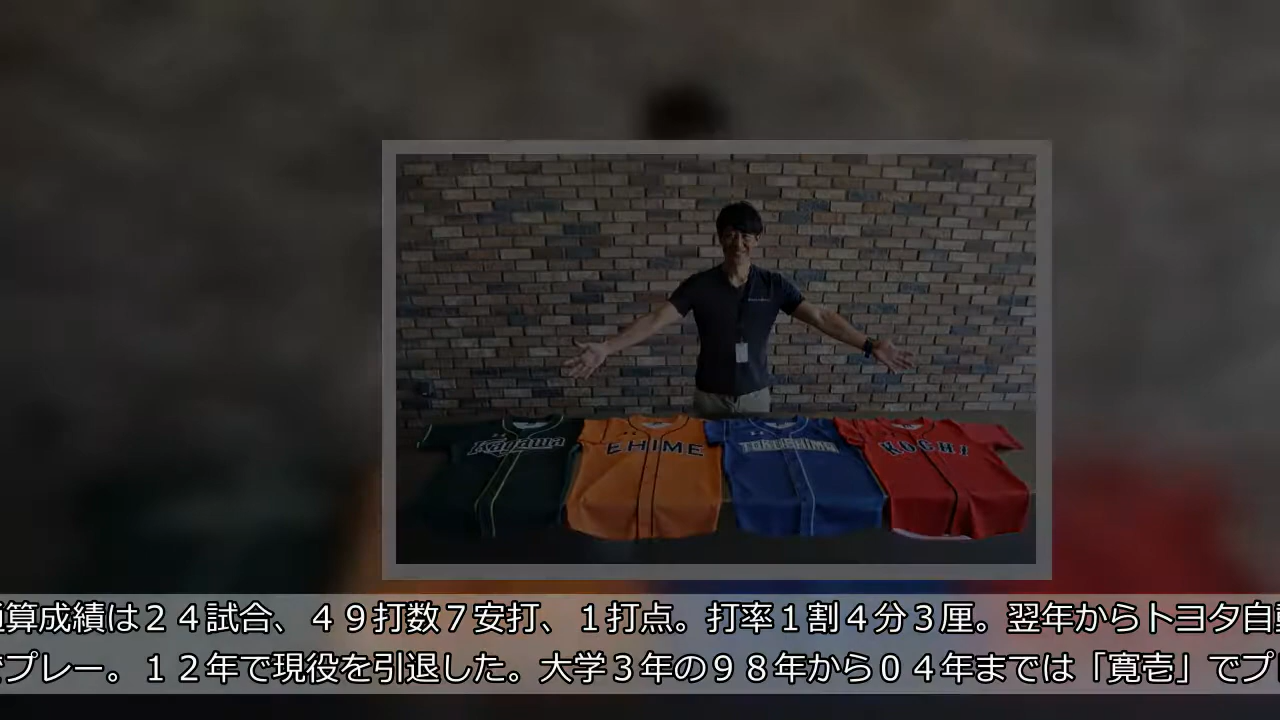 Kagawa
EHIME
TOKUSHIMA
KOCHI
算成績は２４試合、４９打数７安打、１打点。打率１割４分３厘。翌年からトヨタ自
プレー。１２年で現役を引退した。大学３年の９８年から０４年までは「寛壱」でプ